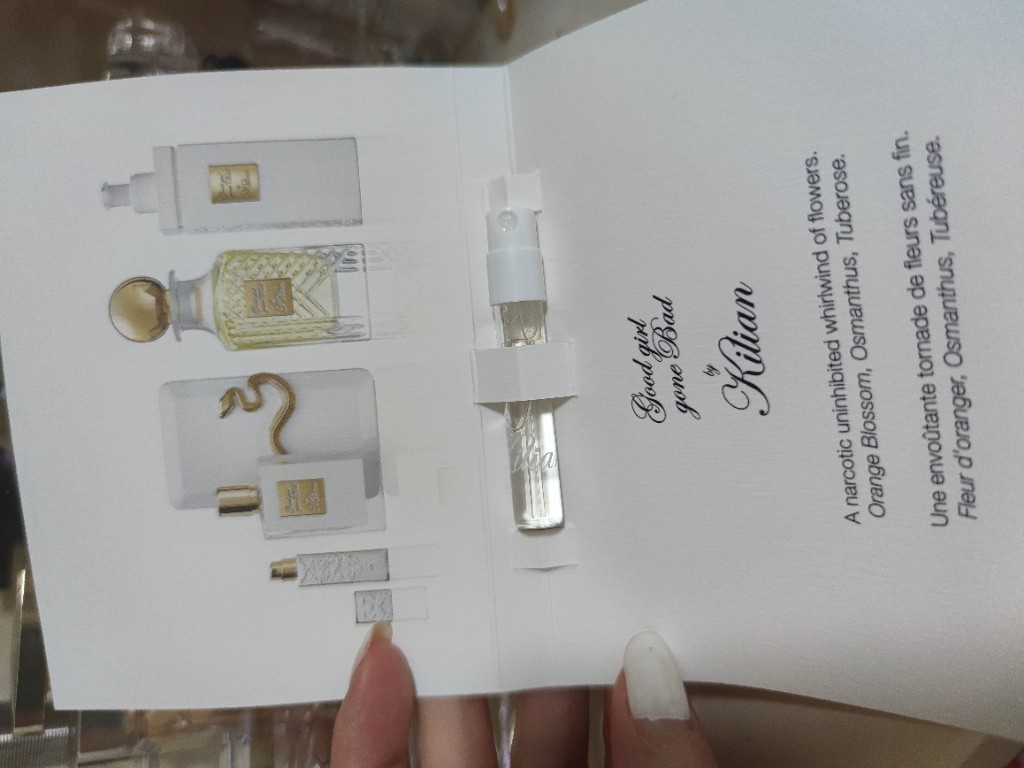 Good girl
gone Bad
by
Kilian
A narcotic uninhibited whirlwind of flowers.
Orange Blossom, Osmanthus, Tuberose.
Une envoûtante tornade de fleurs sans fin.
Fleur d'oranger, Osmanthus, Tubéreuse.